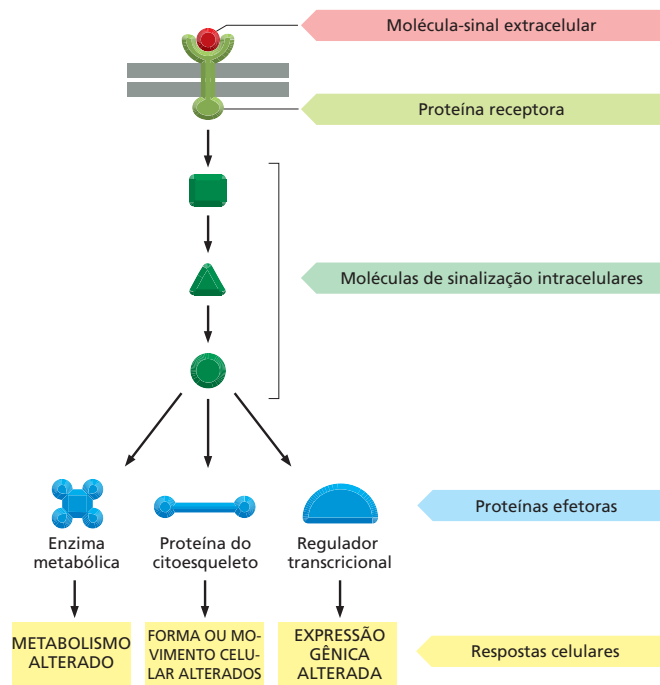 Molécula-sinal extracelular
Proteína receptora
Moléculas de sinalização intracelulares
Proteínas efetoras
Enzima
metabólica
Proteína do
citoesqueleto
Regulador
transcricional
METABOLISMO
ALTERADO
FORMA OU MO-
VIMENTO CELU-
LAR ALTERADOS
EXPRESSÃO
GÊNICA
ALTERADA
Respostas celulares